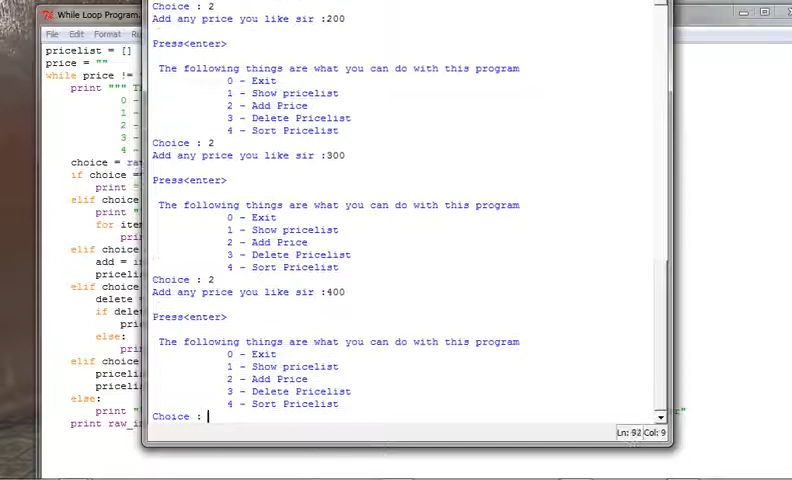 While Loop Program.
File Edit Format
pricelist = []
price = ""
while price !=
print """ T
0 -
1 -
2 -
3 -
4 -
choice = ra
if choice =
print "
elif choice
print "
for item
pri
elif choice
add = i
pricelis
elif choice
delete =
if delet
pric
else:
prin
elif choice
pricelis
pricelis
else:
print "
print raw_in
Choice : 2
Add any price you like sir :200
Press<enter>
The following things are what you can do with this program
0 - Exit
1 - Show pricelist
2 - Add Price
3 - Delete Pricelist
4 - Sort Pricelist
Choice : 2
Add any price you like sir :300
Press<enter>
The following things are what you can do with this program
0 - Exit
1 - Show pricelist
2 - Add Price
3 - Delete Pricelist
4 - Sort Pricelist
Choice : 2
Add any price you like sir :400
Press<enter>
The following things are what you can do with this program
0 - Exit
1 - Show pricelist
2 - Add Price
3 - Delete Pricelist
4 - Sort Pricelist
Choice :
Ln: 92 Col: 9